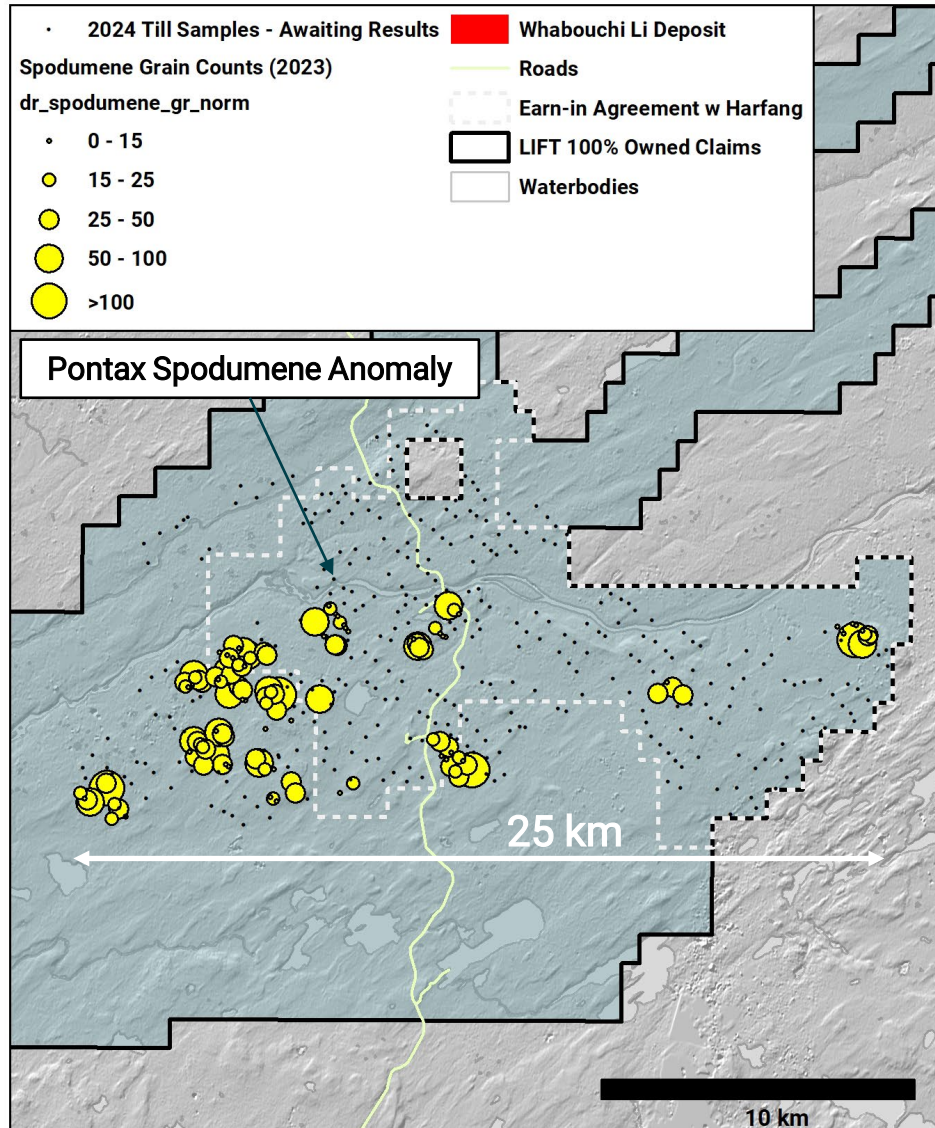 2024 Till Samples - Awaiting Results
Spodumene Grain Counts (2023)
dr_spodumene_gr_norm
0 - 15
15 - 25
25 - 50
50 - 100
>100
Whabouchi Li Deposit
Roads
Earn-in Agreement w Harfang
LIFT 100% Owned Claims
Waterbodies
Pontax Spodumene Anomaly
25 km
10 km